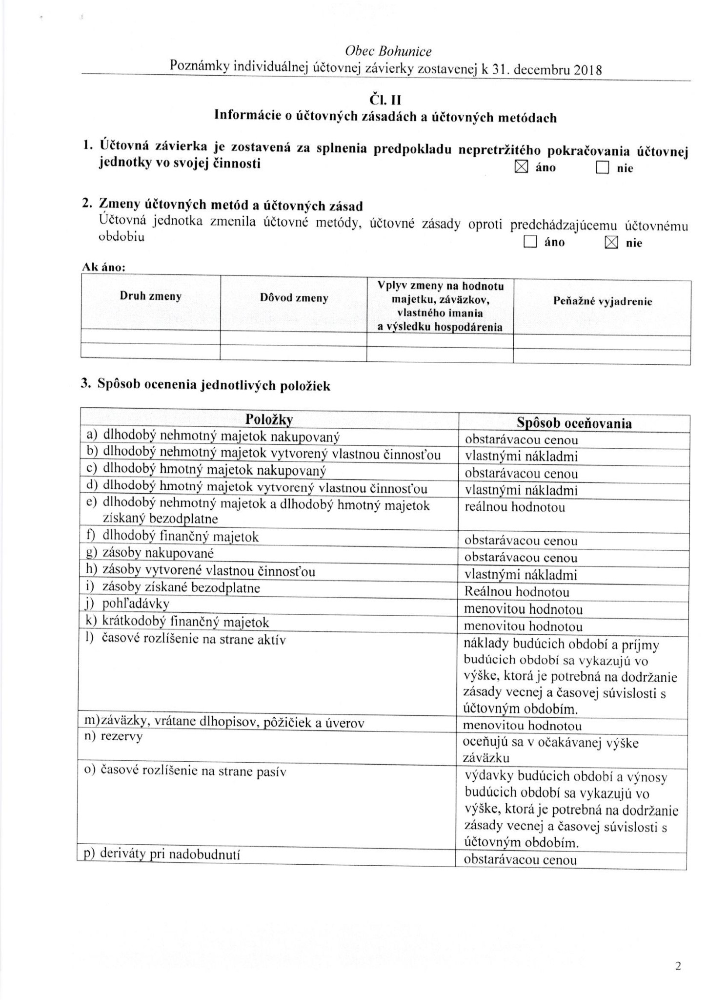 Obec Bohunice
Poznámky individuálnej účtovnej závierky zostavenej k 31. decembru 2018
Čl. II
Informácie o účtovných zásadách a účtovných metódach
1. Účtovná závierka je zostavená za splnenia predpokladu nepretržitého pokračovania účtovnej
jednotky vo svojej činnosti ☒ áno ☐ nie
2. Zmeny účtovných metód a účtovných zásad
Účtovná jednotka zmenila účtovné metódy, účtovné zásady oproti predchádzajúcemu účtovnému
obdobiu ☐ áno ☒ nie
Ak áno:
Druh zmeny
Dôvod zmeny
Vplyv zmeny na hodnotu
majetku, záväzkov,
vlastného imania
a výsledku hospodárenia
Peňažné vyjadrenie
3. Spôsob ocenenia jednotlivých položiek
Položky Spôsob oceňovania
a) dlhodobý nehmotný majetok nakupovaný obstarávacou cenou
b) dlhodobý nehmotný majetok vytvorený vlastnou činnosťou vlastnými nákladmi
c) dlhodobý hmotný majetok nakupovaný obstarávacou cenou
d) dlhodobý hmotný majetok vytvorený vlastnou činnosťou vlastnými nákladmi
e) dlhodobý nehmotný majetok a dlhodobý hmotný majetok reálnou hodnotou
získaný bezodplatne
f) dlhodobý finančný majetok obstarávacou cenou
g) zásoby nakupované obstarávacou cenou
h) zásoby vytvorené vlastnou činnosťou vlastnými nákladmi
i) zásoby získané bezodplatne Reálnou hodnotou
j) pohľadávky menovitou hodnotou
k) krátkodobý finančný majetok menovitou hodnotou
l) časové rozlíšenie na strane aktív náklady budúcich období a príjmy
budúcich období sa vykazujú vo
výške, ktorá je potrebná na dodržanie
zásady vecnej a časovej súvislosti s
účtovným obdobím.
m)záväzky, vrátane dlhopisov, pôžičiek a úverov menovitou hodnotou
n) rezervy oceňujú sa v očakávanej výške
záväzku
o) časové rozlíšenie na strane pasív výdavky budúcich období a výnosy
budúcich období sa vykazujú vo
výške, ktorá je potrebná na dodržanie
zásady vecnej a časovej súvislosti s
účtovným obdobím.
p) deriváty pri nadobudnutí obstarávacou cenou
2